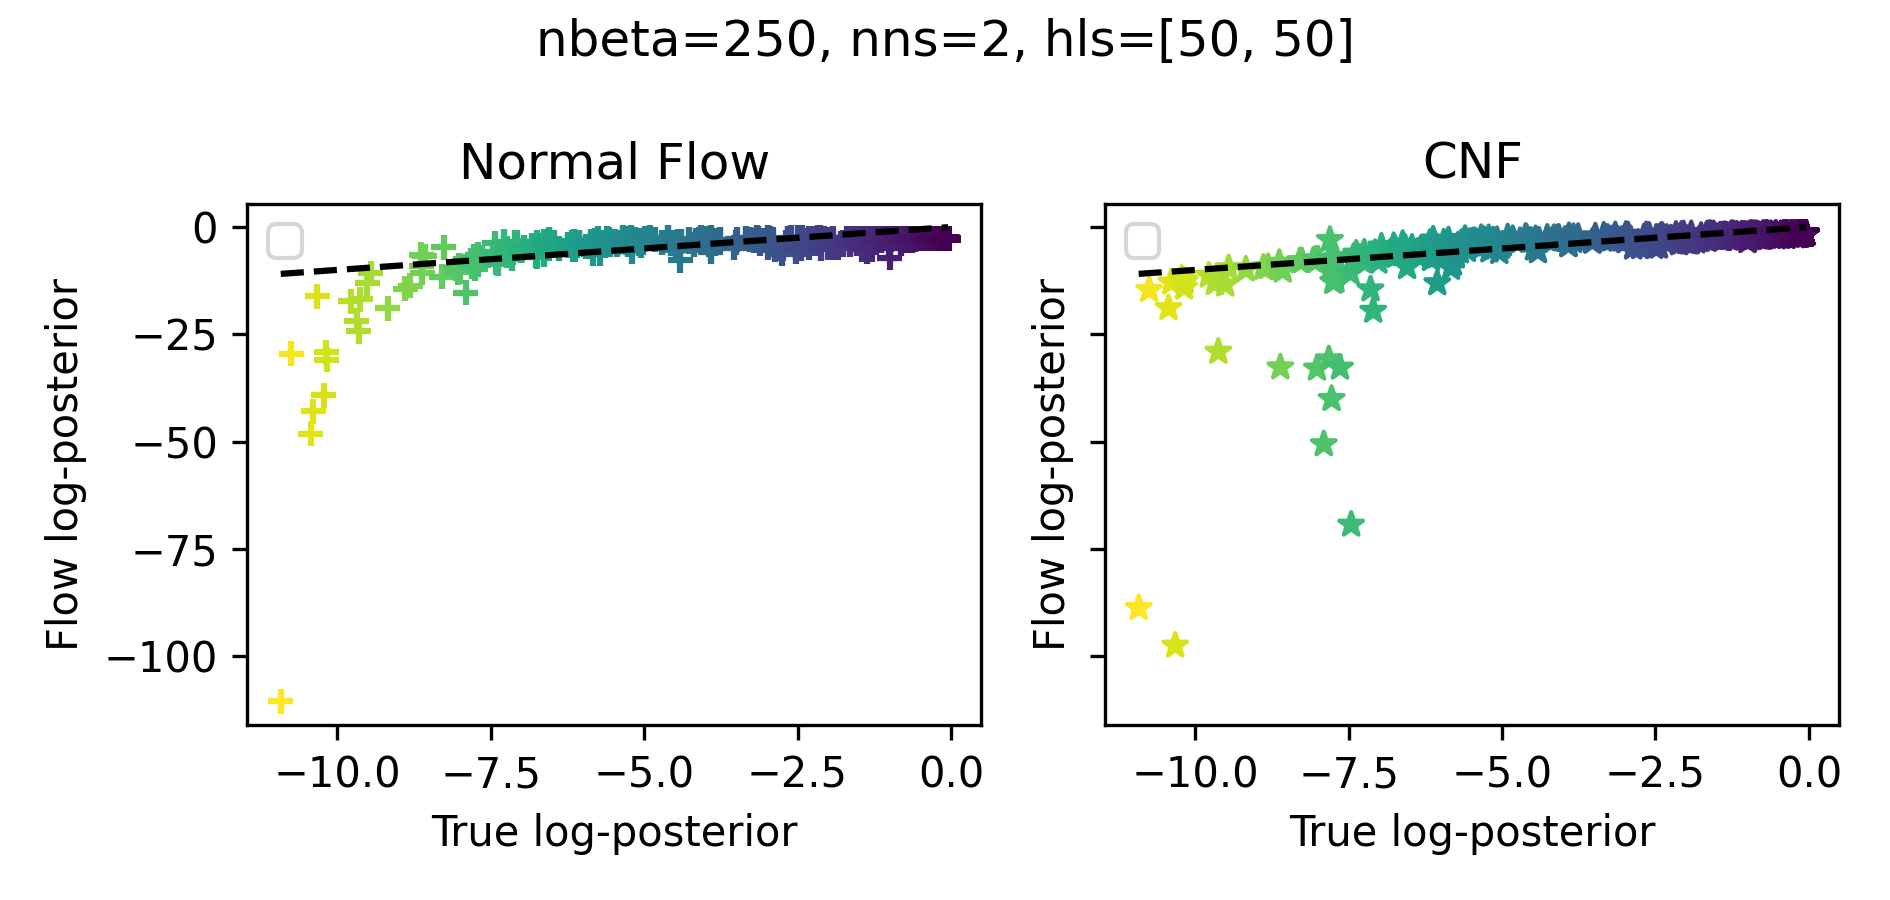 nbeta=250, nns=2, hls=[50, 50]
Normal Flow
CNF
0
−25
−50
−75
−100
Flow log-posterior
−10.0 −7.5 −5.0 −2.5 0.0
True log-posterior
Flow log-posterior
−10.0 −7.5 −5.0 −2.5 0.0
True log-posterior